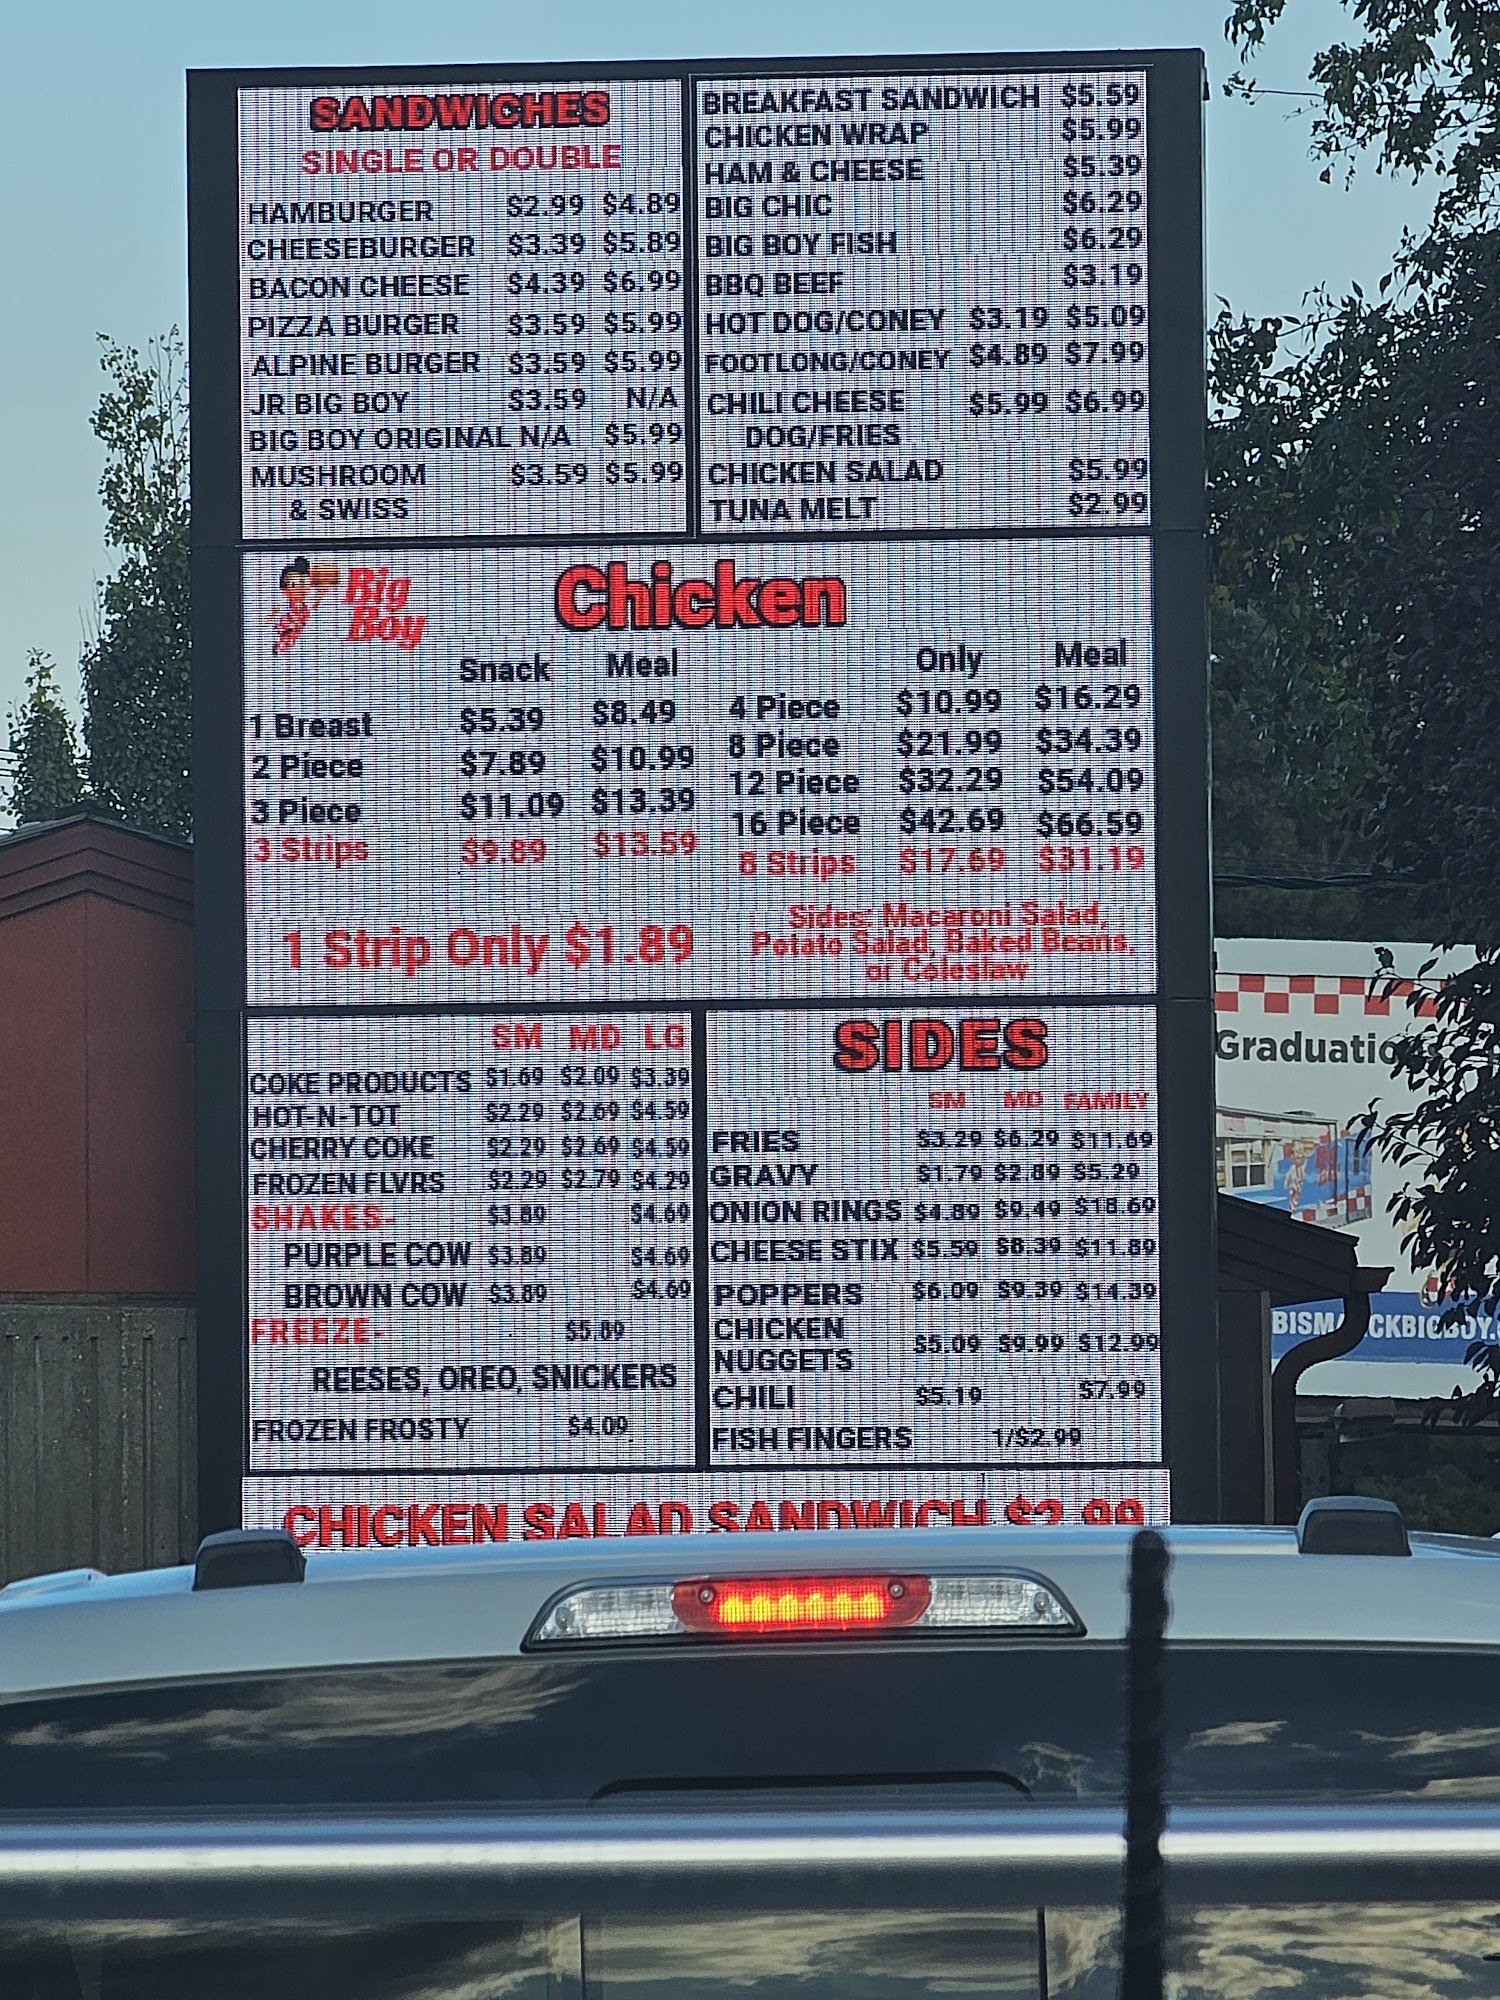 SANDWICHES
SINGLE OR DOUBLE
HAMBURGER $2.99 $4.89
CHEESEBURGER $3.39 $5.89
BACON CHEESE $4.39 $6.99
PIZZA BURGER $3.59 $5.99
ALPINE BURGER $3.59 $5.99
JR BIG BOY $3.59 N/A
BIG BOY ORIGINAL N/A $5.99
MUSHROOM $3.59 $5.99
& SWISS
BREAKFAST SANDWICH $5.59
CHICKEN WRAP $5.99
HAM & CHEESE $5.39
BIG CHIC $6.29
BIG BOY FISH $6.29
BBQ BEEF $3.19
HOT DOG/CONEY $3.19 $5.09
FOOTLONG/CONEY $4.89 $7.99
CHILI CHEESE $5.99 $6.99
DOG/FRIES
CHICKEN SALAD $5.99
TUNA MELT $2.99
Big
Boy
Chicken
Snack Meal
1 Breast $5.39 $8.49
2 Piece $7.89 $10.99
3 Piece $11.09 $13.39
3 Strips $9.89 $13.59
1 Strip Only $1.89
Only Meal
4 Piece $10.99 $16.29
8 Piece $21.99 $34.39
12 Piece $32.29 $54.09
16 Piece $42.69 $66.59
8 Strips $17.69 $31.19
Sides: Macaroni Salad,
Potato Salad, Baked Beans,
or Coleslaw
SM MD LG
COKE PRODUCTS $1.69 $2.09 $3.39
HOT-N-TOT $2.29 $2.69 $4.59
CHERRY COKE $2.29 $2.69 $4.59
FROZEN FLVRS $2.29 $2.79 $4.29
SHAKES- $3.89 $4.69
PURPLE COW $3.89 $4.69
BROWN COW $3.89 $4.69
FREEZE- $5.89
REESES, OREO, SNICKERS
FROZEN FROSTY $4.09
SIDES
SM MD FAMILY
FRIES $3.29 $6.29 $11.69
GRAVY $1.79 $2.89 $5.29
ONION RINGS $4.89 $9.49 $18.69
CHEESE STIX $5.59 $8.39 $11.89
POPPERS $6.09 $9.39 $14.39
CHICKEN
NUGGETS $5.09 $9.99 $12.99
CHILI $5.19 $7.99
FISH FINGERS 1/$2.99
CHICKEN SALAD SANDWICH
Graduatio